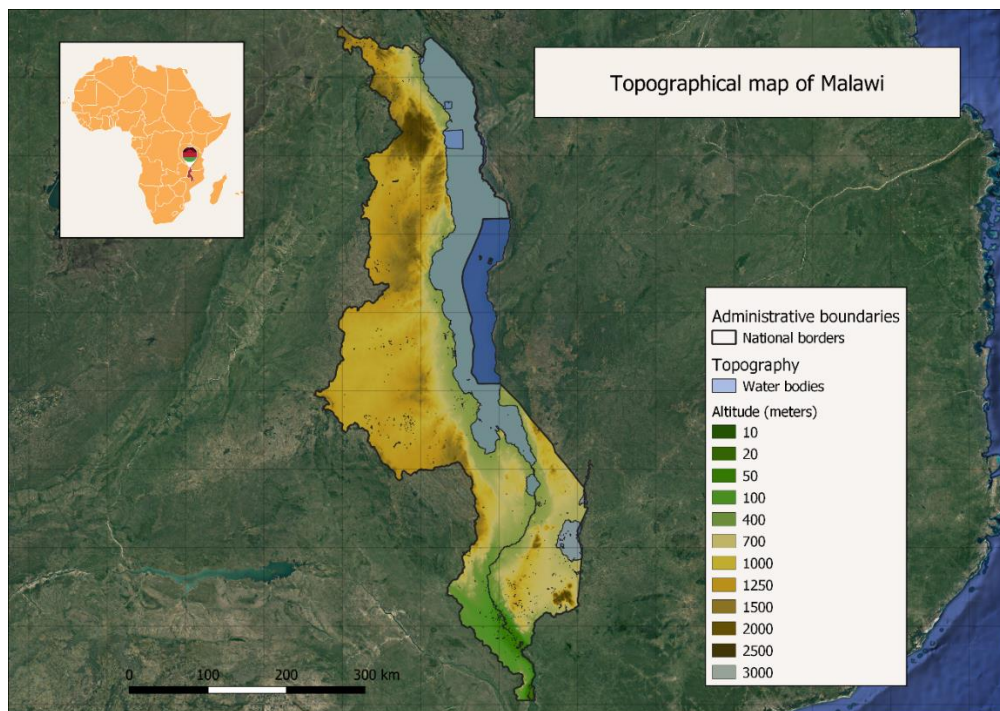 Topographical map of Malawi
Administrative boundaries
National borders
Topography
Water bodies
Altitude (meters)
10
20
50
100
400
700
1000
1250
1500
2000
2500
3000
0 100 200 300 km